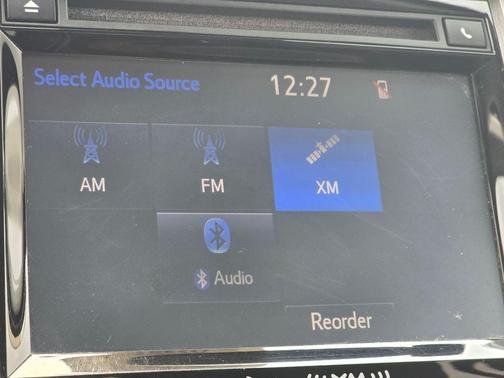 Select Audio Source 12:27
AM FM XM
Audio
Reorder